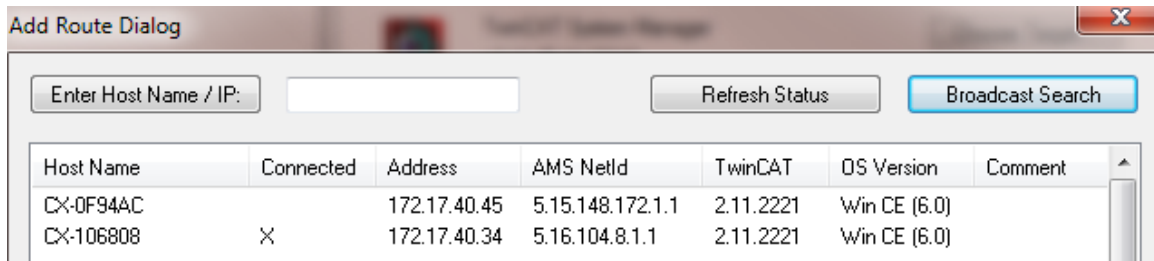 Add Route Dialog
Enter Host Name / IP: Refresh Status Broadcast Search
Host Name Connected Address AMS NetId TwinCAT OS Version Comment
CX-0F94AC 172.17.40.45 5.15.148.172.1.1 2.11.2221 Win CE (6.0)
CX-106808 X 172.17.40.34 5.16.104.8.1.1 2.11.2221 Win CE (6.0)